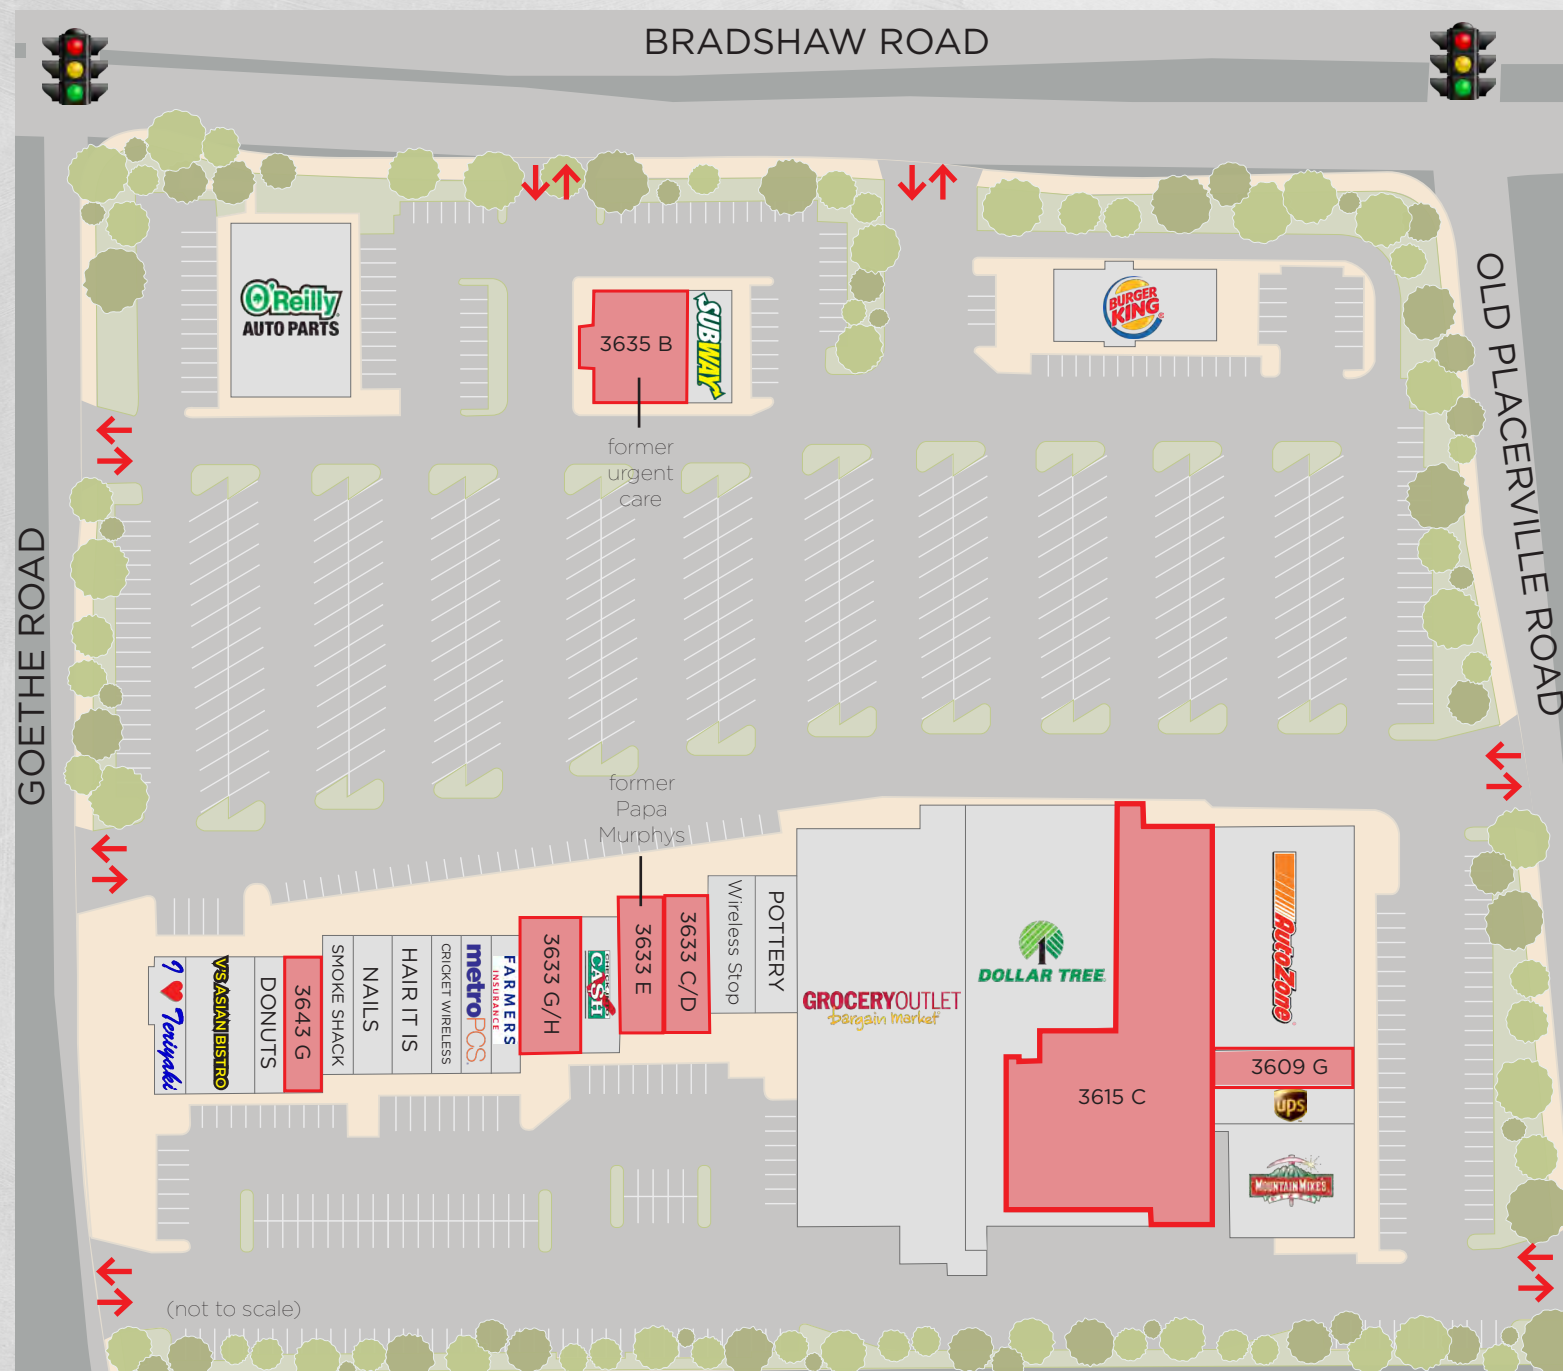 BRADSHAW ROAD
GOETHE ROAD
OLD PLACERVILLE ROAD
O'Reilly
AUTO PARTS
3635 B
SUBWAY
former
urgent
care
BURGER
KING
former
Papa
Murphys
I Teriyaki
V'S ASIAN BISTRO
DONUTS
3643 G
SMOKE SHACK
NAILS
HAIR IT IS
CRICKET WIRELESS
metroPCS.
FARMERS
INSURANCE
3633 G/H
CHECK INTO
CASH
3633 E
3633 C/D
Wireless Stop
POTTERY
GROCERY OUTLET
bargain market
1
DOLLAR TREE
3615 C
AutoZone
3609 G
ups
MOUNTAIN MIKE'S
(not to scale)